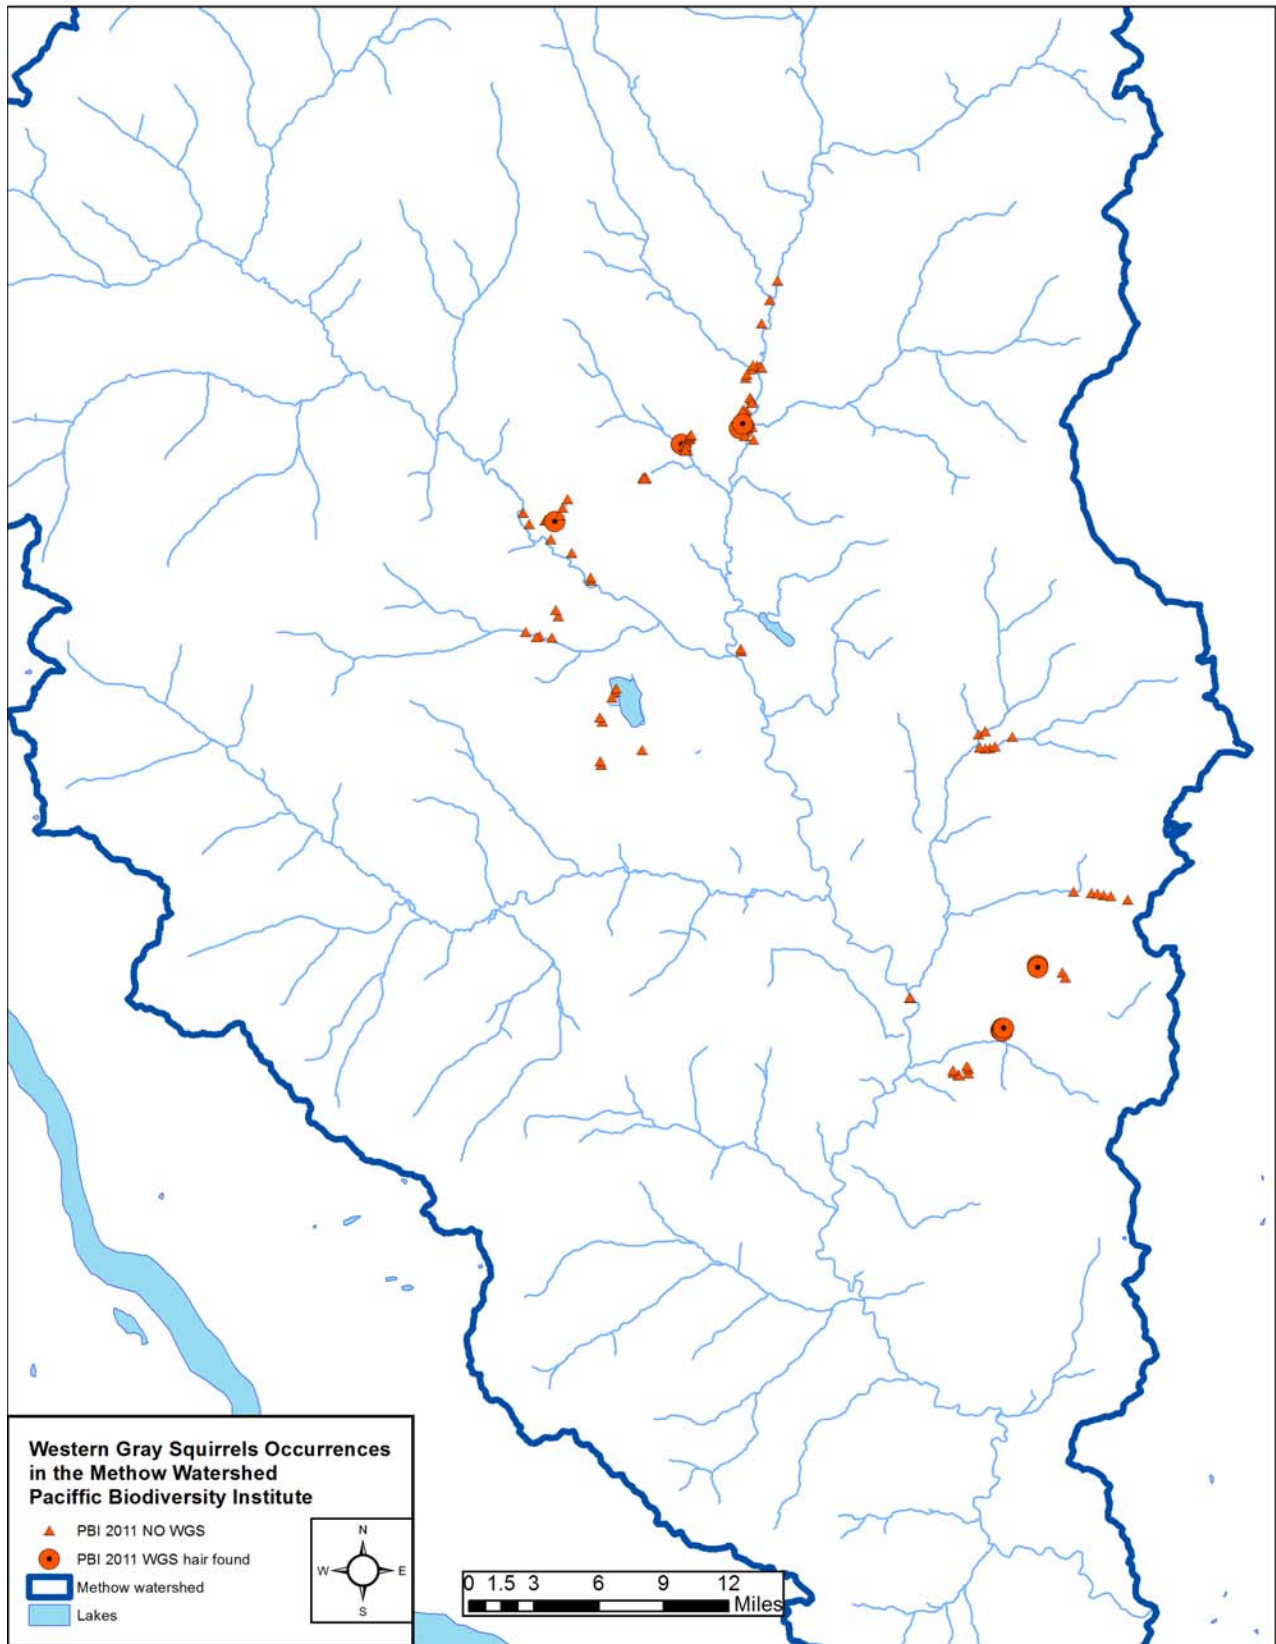 Western Gray Squirrels Occurrences
in the Methow Watershed
Paciffic Biodiversity Institute
PBI 2011 NO WGS
PBI 2011 WGS hair found
Methow watershed
Lakes
N
W E
S
0 1.5 3 6 9 12
Miles